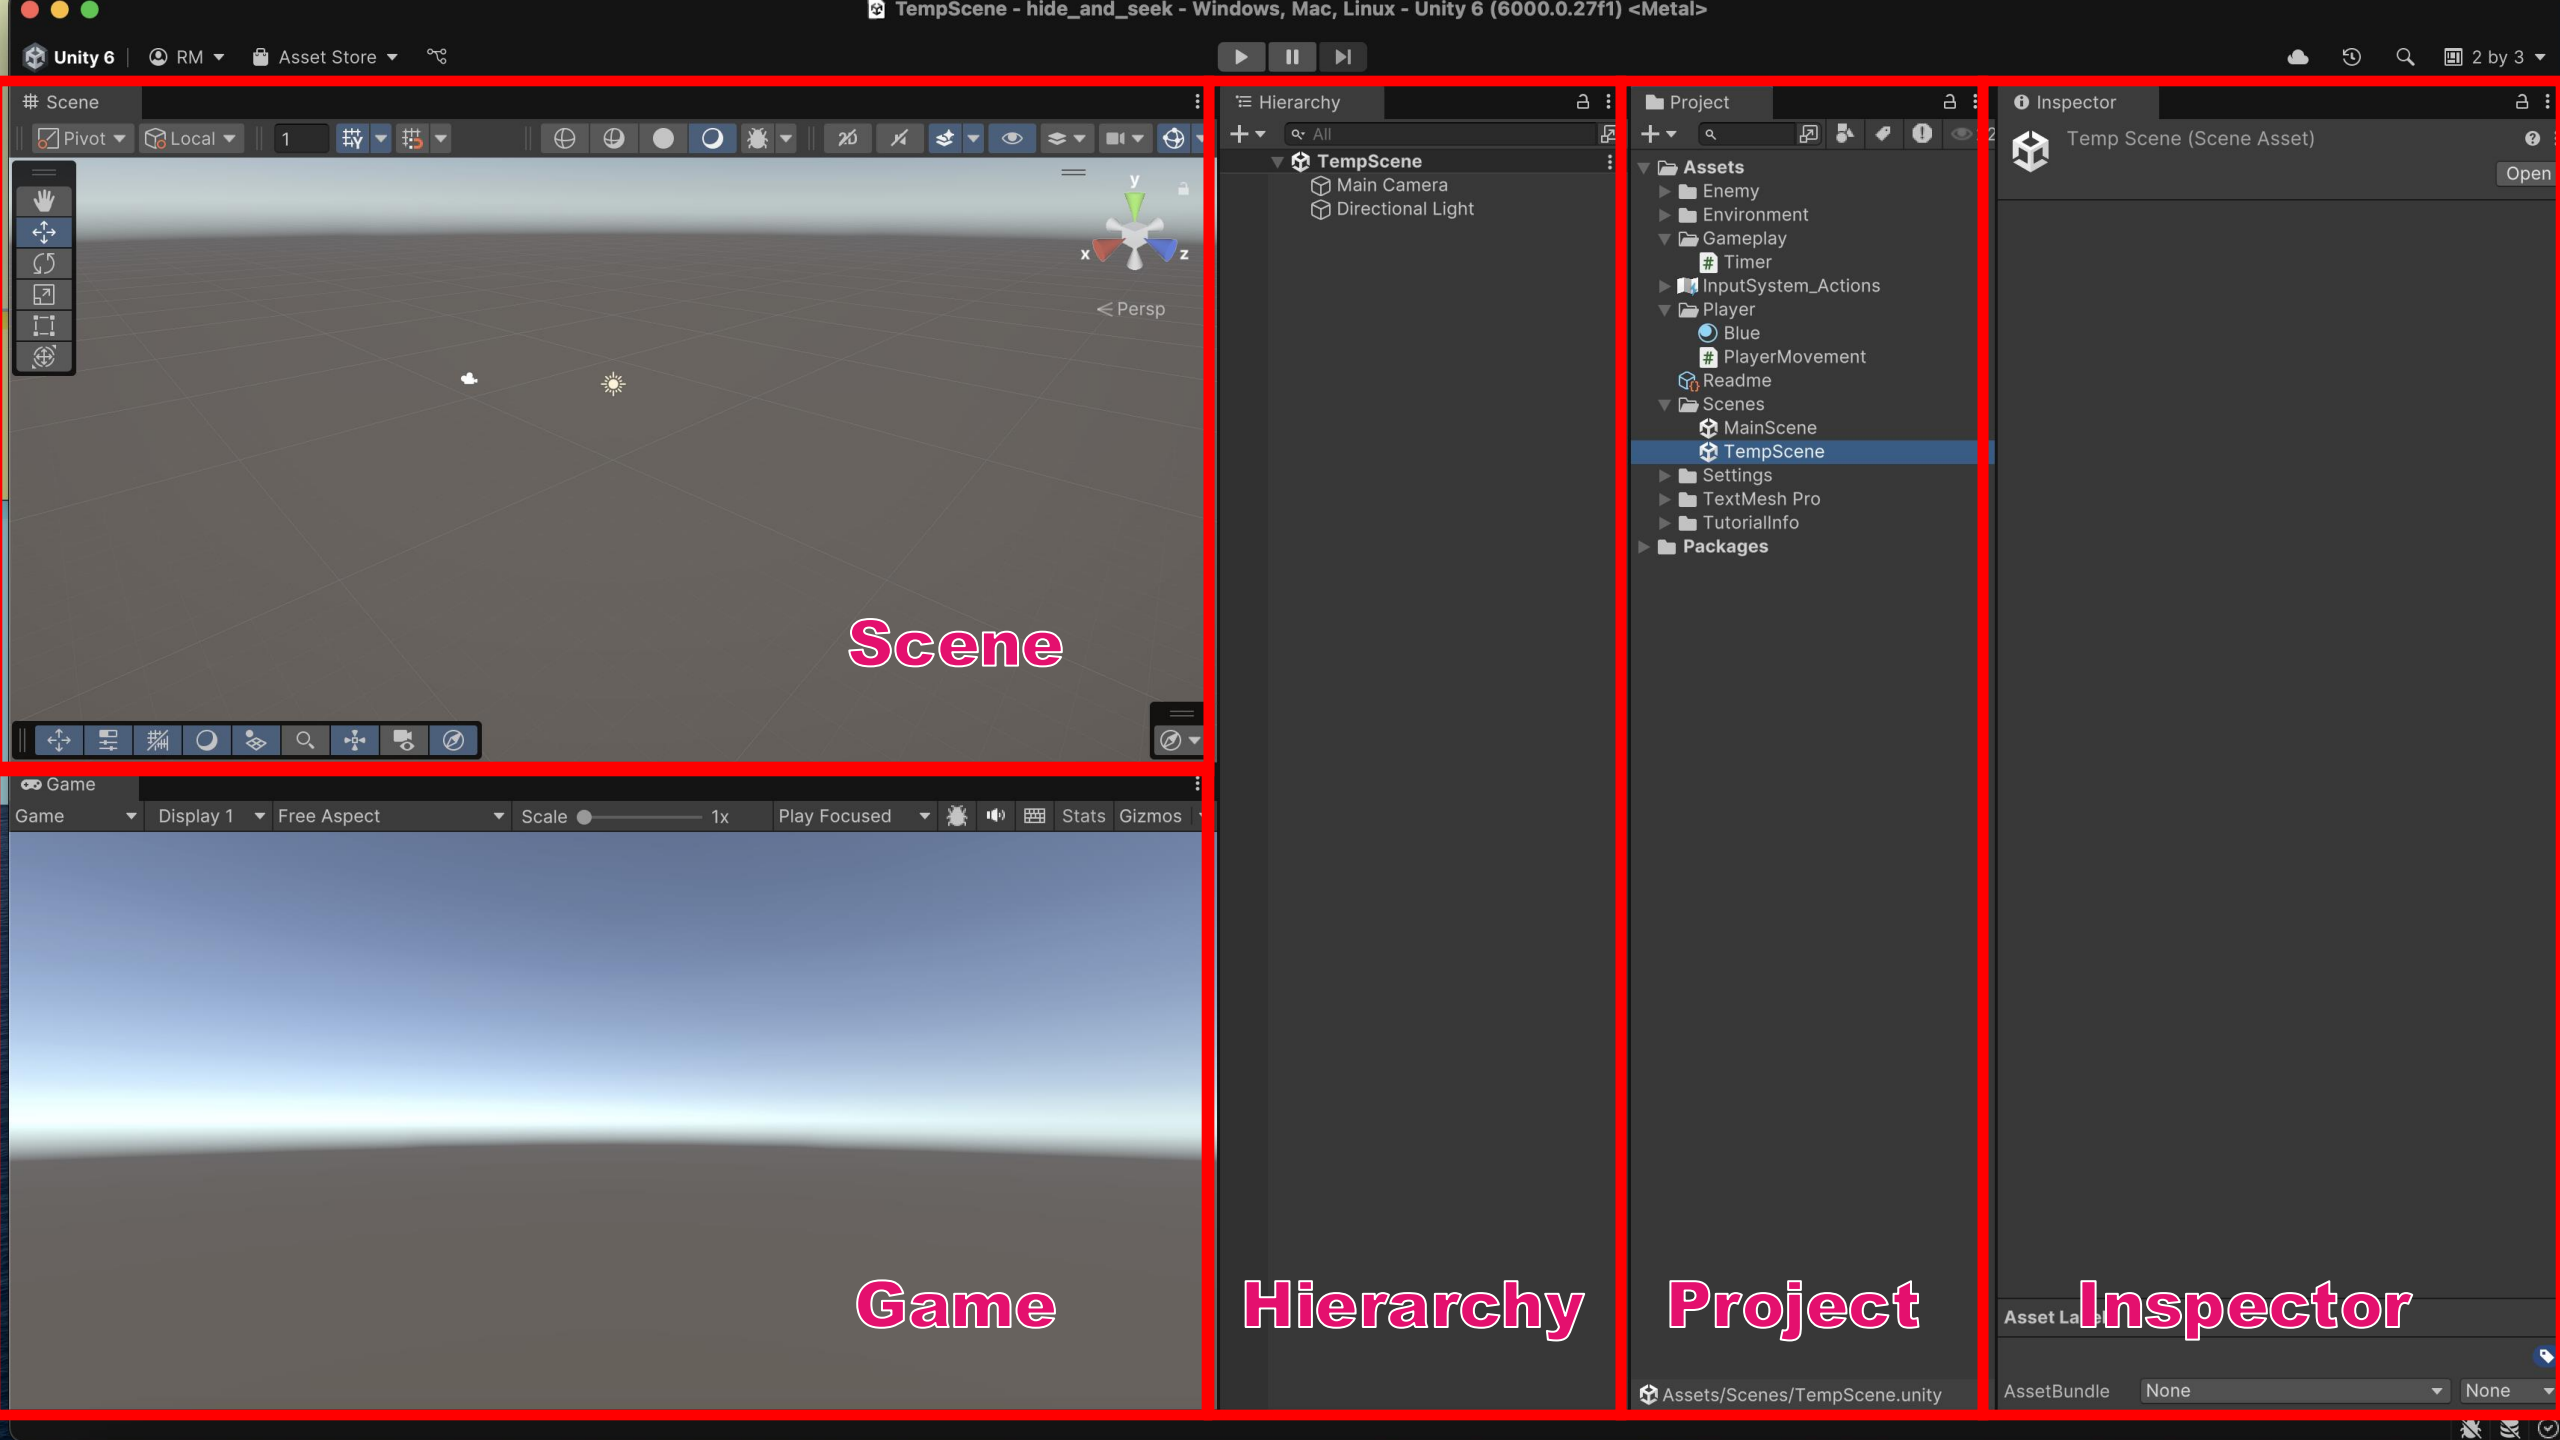 TempScene - hide_and_seek - Windows, Mac, Linux - Unity 6 (6000.0.27f1) <Metal>
Unity 6 RM Asset Store 2 by 3
Scene
Pivot Local 1 2D
y
x z
Persp
Scene
Game
Game Display 1 Free Aspect Scale 1x Play Focused Stats Gizmos
Game
Hierarchy
All
TempScene
Main Camera
Directional Light
Hierarchy
Project
Assets
Enemy
Environment
Gameplay
Timer
InputSystem_Actions
Player
Blue
PlayerMovement
Readme
Scenes
MainScene
TempScene
Settings
TextMesh Pro
TutorialInfo
Packages
Project
Assets/Scenes/TempScene.unity
Inspector
Temp Scene (Scene Asset)
Open
Asset
Inspector
AssetBundle None None